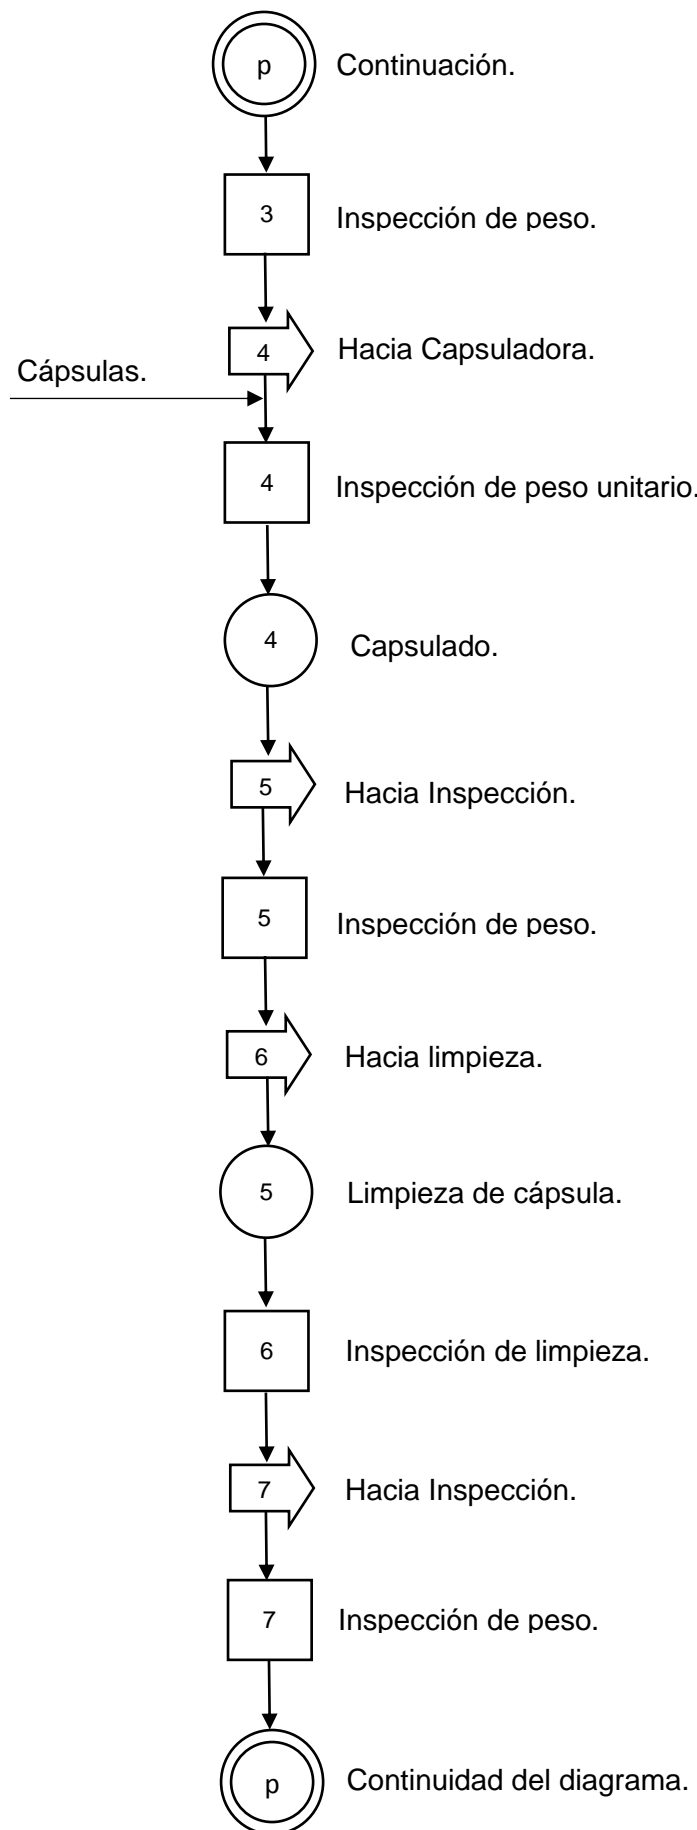 p Continuación.
3 Inspección de peso.
4 Hacia Capsuladora.
Cápsulas.
4 Inspección de peso unitario.
4 Capsulado.
5 Hacia Inspección.
5 Inspección de peso.
6 Hacia limpieza.
5 Limpieza de cápsula.
6 Inspección de limpieza.
7 Hacia Inspección.
7 Inspección de peso.
p Continuidad del diagrama.